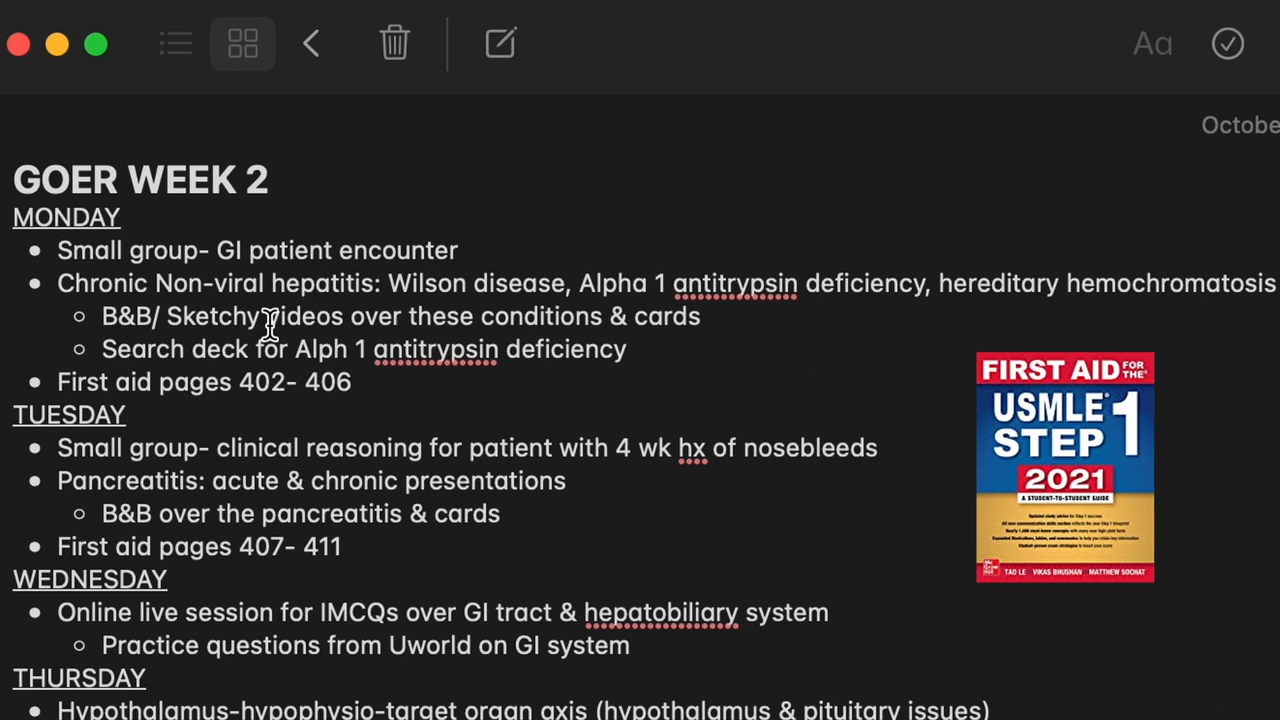 Aa
Octobe
GOER WEEK 2
MONDAY
• Small group- GI patient encounter
• Chronic Non-viral hepatitis: Wilson disease, Alpha 1 antitrypsin deficiency, hereditary hemochromatosis
○ B&B/ Sketchy videos over these conditions & cards
○ Search deck for Alph 1 antitrypsin deficiency
• First aid pages 402- 406
TUESDAY
• Small group- clinical reasoning for patient with 4 wk hx of nosebleeds
• Pancreatitis: acute & chronic presentations
○ B&B over the pancreatitis & cards
• First aid pages 407- 411
WEDNESDAY
• Online live session for IMCQs over GI tract & hepatobiliary system
○ Practice questions from Uworld on GI system
THURSDAY
• Hypothalamus-hypophysio-target organ axis (hypothalamus & pituitary issues)
FIRST AID FOR THE
USMLE
STEP 1
2021
A STUDENT-TO-STUDENT GUIDE
TAO LE VIKAS BHUSHAN MATTHEW SOCHAT